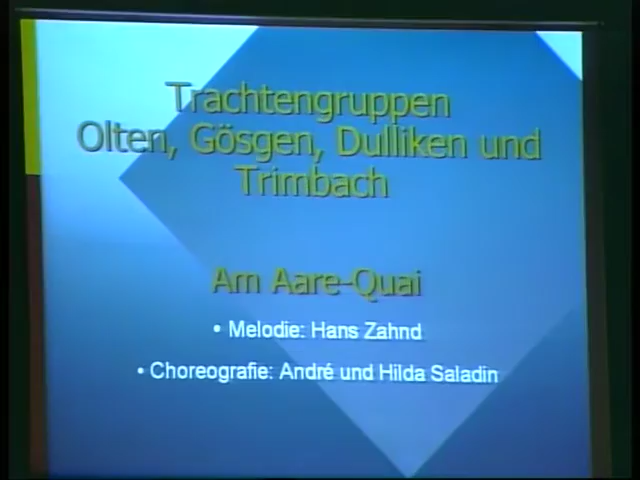 Trachtengruppen
Olten, Gösgen, Dulliken und
Trimbach
Am Aare-Quai
• Melodie: Hans Zahnd
• Choreografie: André und Hilda Saladin